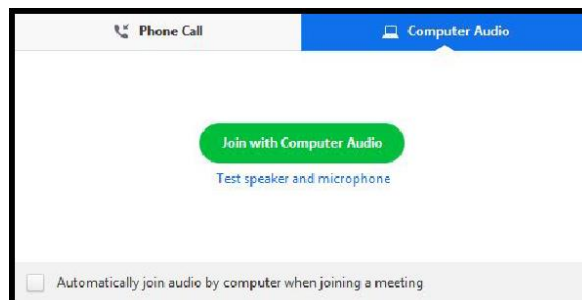 Phone Call
Computer Audio
Join with Computer Audio
Test speaker and microphone
Automatically join audio by computer when joining a meeting